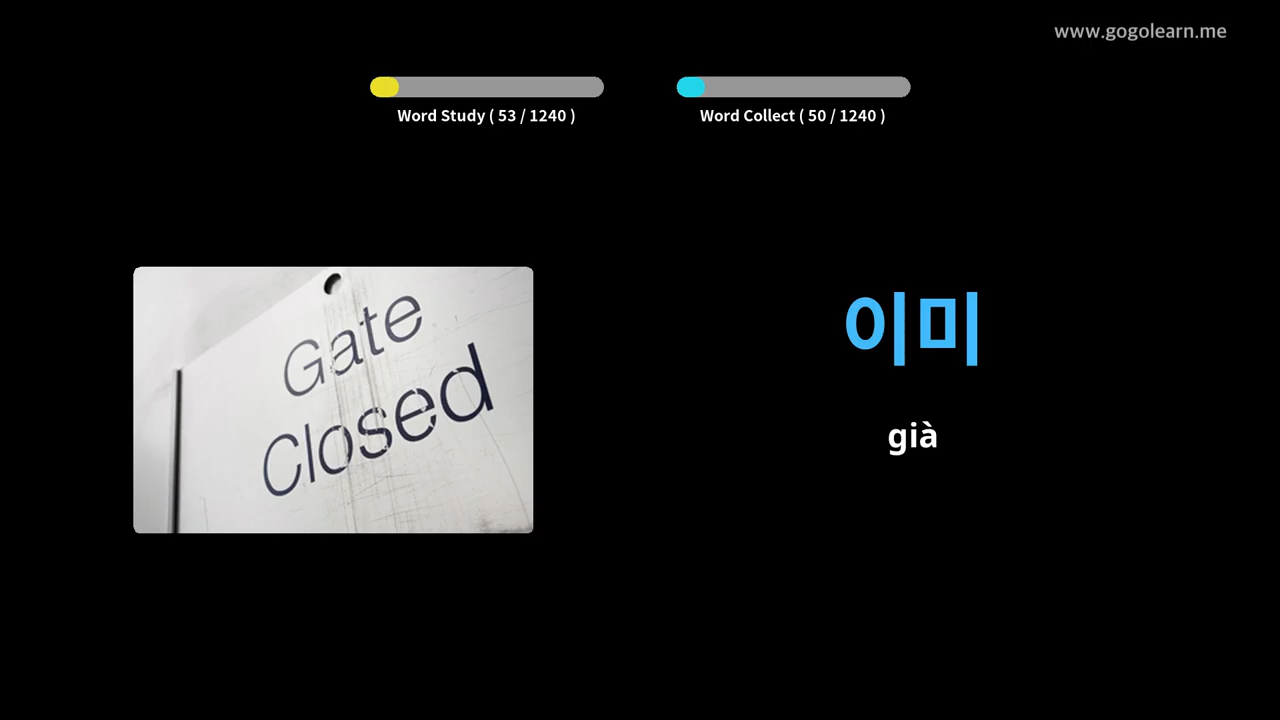 www.gogolearn.me
Word Study ( 53 / 1240 )
Word Collect ( 50 / 1240 )
Gate
Closed
이미
già